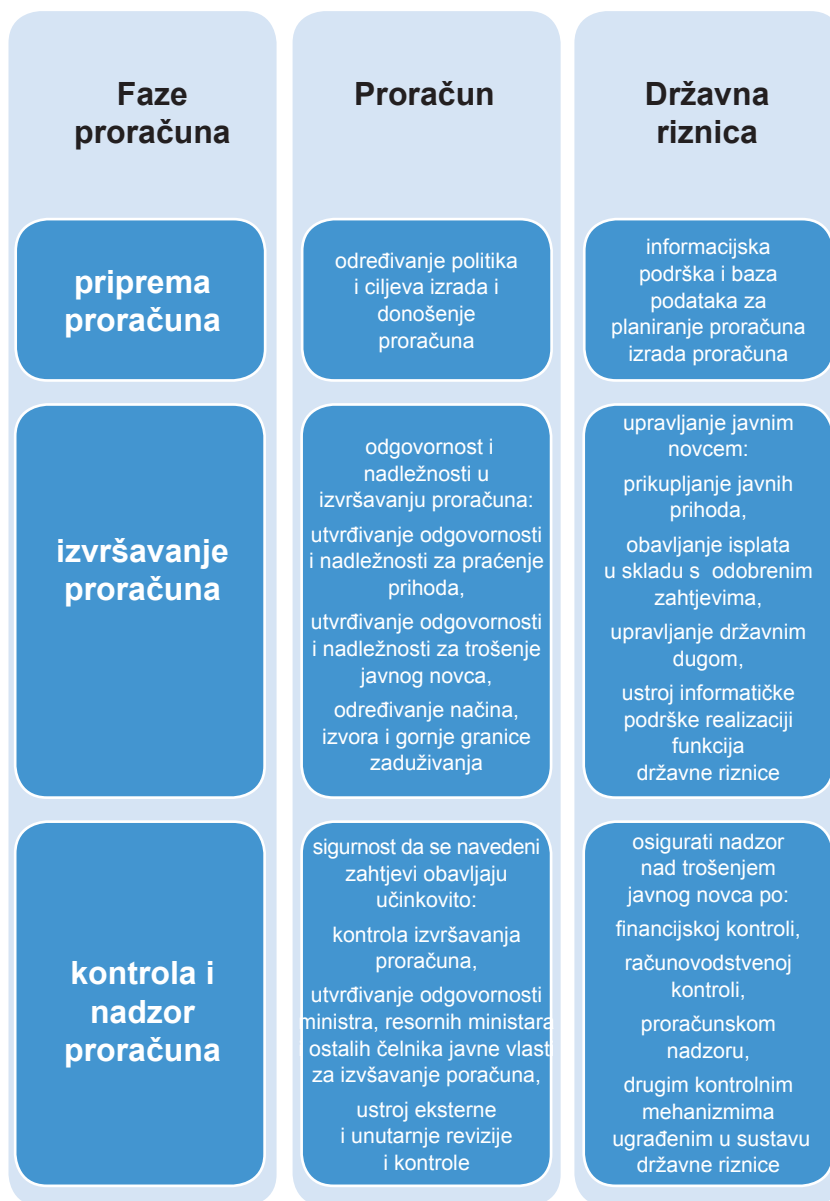 Faze
proračuna
Proračun
Državna
riznica
priprema
proračuna
određivanje politika
i ciljeva izrada i
donošenje
proračuna
informacijska
podrška i baza
podataka za
planiranje proračuna
izrada proračuna
izvršavanje
proračuna
odgovornost i
nadležnosti u
izvršavanju proračuna:
utvrđivanje odgovornosti
i nadležnosti za praćenje
prihoda,
utvrđivanje odgovornosti
i nadležnosti za trošenje
javnog novca,
određivanje načina,
izvora i gornje granice
zaduživanja
upravljanje javnim
novcem:
prikupljanje javnih
prihoda,
obavljanje isplata
u skladu s odobrenim
zahtjevima,
upravljanje državnim
dugom,
ustroj informatičke
podrške realizaciji
funkcija
državne riznice
kontrola i
nadzor
proračuna
sigurnost da se navedeni
zahtjevi obavljaju
učinkovito:
kontrola izvršavanja
proračuna,
utvrđivanje odgovornosti
ministra, resornih ministara
i ostalih čelnika javne vlasti
za izvšavanje poračuna,
ustroj eksterne
i unutarnje revizije
i kontrole
osigurati nadzor
nad trošenjem
javnog novca po:
financijskoj kontroli,
računovodstvenoj
kontroli,
proračunskom
nadzoru,
drugim kontrolnim
mehanizmima
ugrađenim u sustavu
državne riznice